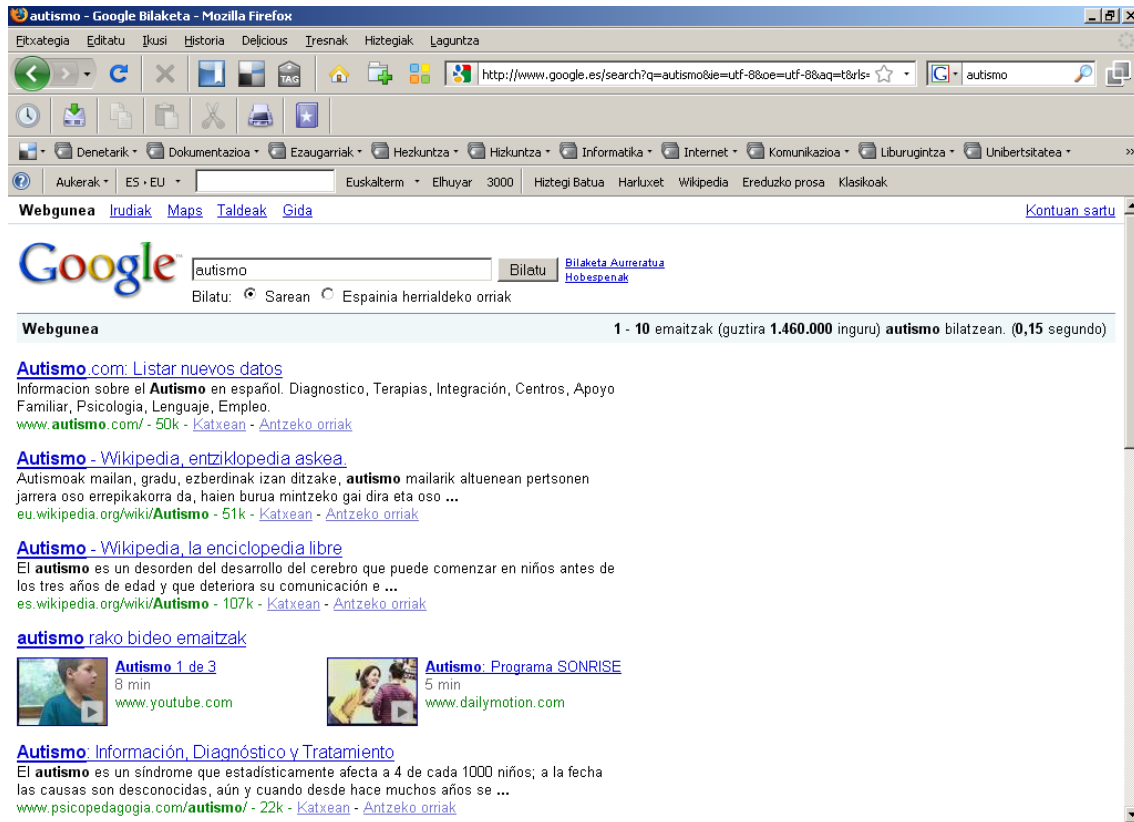 autismo - Google Bilaketa - Mozilla Firefox
Fitxategia Editatu Ikusi Historia Delicious Tresnak Hiztegiak Laguntza
TAG http://www.google.es/search?q=autismo&ie=utf-8&oe=utf-8&aq=t&rls= G autismo
Denetarik Dokumentazioa Ezaugarriak Hezkuntza Hizkuntza Informatika Internet Komunikazioa Liburugintza Unibertsitatea »
Aukerak ES › EU Euskalterm Elhuyar 3000 Hiztegi Batua Harluxet Wikipedia Ereduzko prosa Klasikoak
Webgunea Irudiak Maps Taldeak Gida Kontuan sartu
Google™ autismo Bilatu Bilaketa Aurreratua
Hobespenak
Bilatu: Sarean Espainia herrialdeko orriak
Webgunea 1 - 10 emaitzak (guztira 1.460.000 inguru) autismo bilatzean. (0,15 segundo)
Autismo.com: Listar nuevos datos
Informacion sobre el Autismo en español. Diagnostico, Terapias, Integración, Centros, Apoyo
Familiar, Psicologia, Lenguaje, Empleo.
www.autismo.com/ - 50k - Katxean - Antzeko orriak
Autismo - Wikipedia, entziklopedia askea.
Autismoak mailan, gradu, ezberdinak izan ditzake, autismo mailarik altuenean pertsonen
jarrera oso errepikakorra da, haien burua mintzeko gai dira eta oso ...
eu.wikipedia.org/wiki/Autismo - 51k - Katxean - Antzeko orriak
Autismo - Wikipedia, la enciclopedia libre
El autismo es un desorden del desarrollo del cerebro que puede comenzar en niños antes de
los tres años de edad y que deteriora su comunicación e ...
es.wikipedia.org/wiki/Autismo - 107k - Katxean - Antzeko orriak
autismo rako bideo emaitzak
Autismo 1 de 3
8 min
www.youtube.com
Autismo: Programa SONRISE
5 min
www.dailymotion.com
Autismo: Información, Diagnóstico y Tratamiento
El autismo es un síndrome que estadísticamente afecta a 4 de cada 1000 niños; a la fecha
las causas son desconocidas, aún y cuando desde hace muchos años se ...
www.psicopedagogia.com/autismo/ - 22k - Katxean - Antzeko orriak